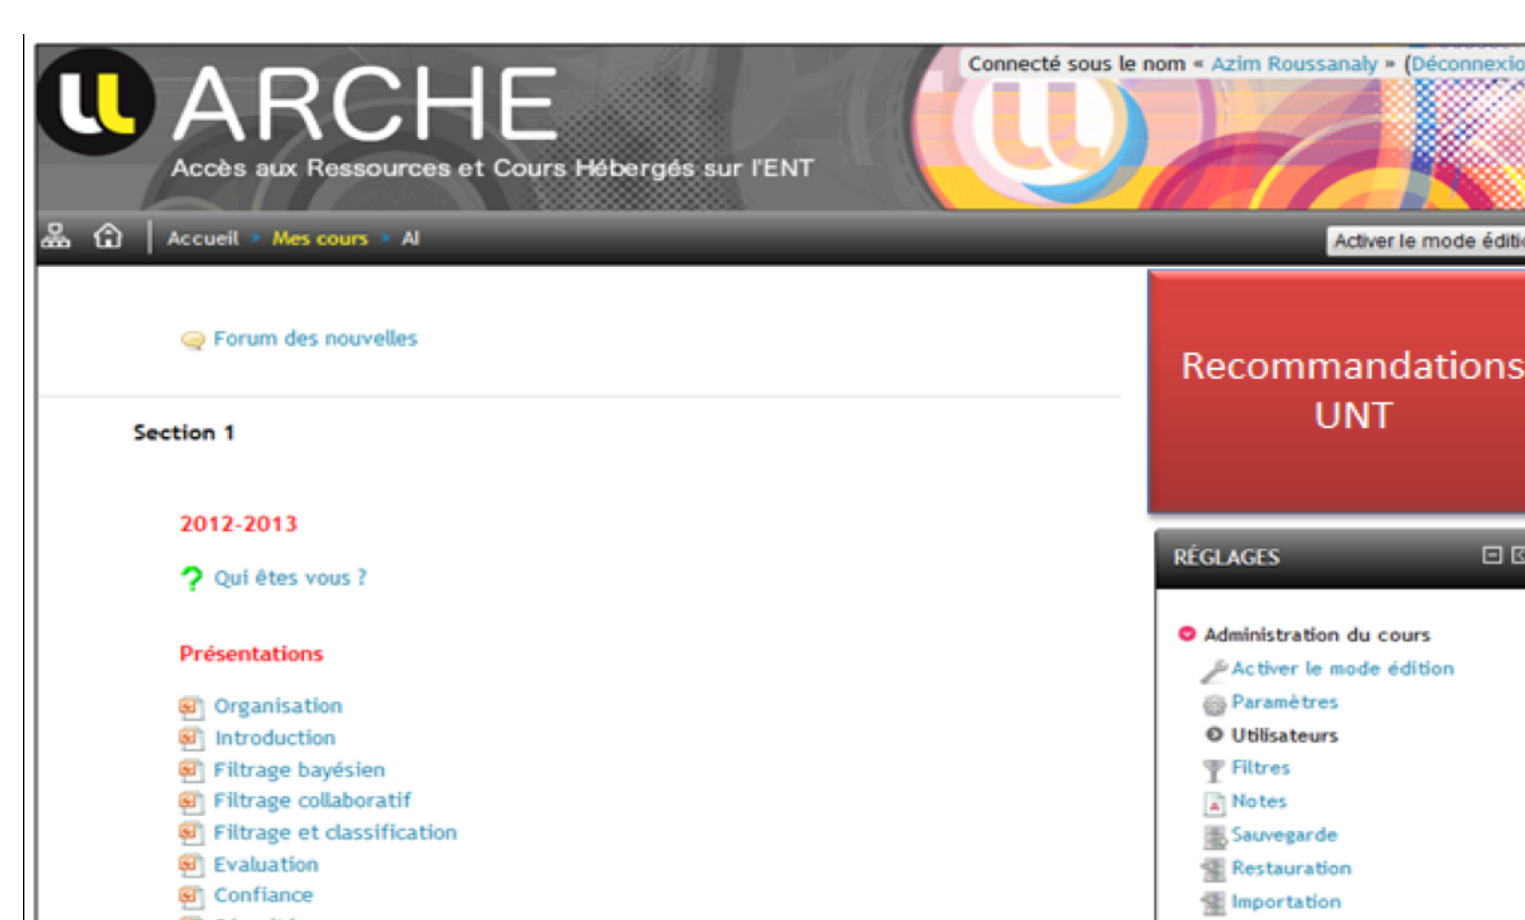 Connecté sous le nom « Azim Roussanaly » (Déconnexio
ARCHE
Accès aux Ressources et Cours Hébergés sur l'ENT
Accueil » Mes cours » AI
Activer le mode éditio
Forum des nouvelles
Recommandations
UNT
Section 1
2012-2013
RÉGLAGES
? Qui êtes vous ?
Présentations
Administration du cours
Activer le mode édition
Organisation
Paramètres
Introduction
Utilisateurs
Filtrage bayésien
Filtres
Filtrage collaboratif
Notes
Filtrage et classification
Sauvegarde
Evaluation
Restauration
Confiance
Importation